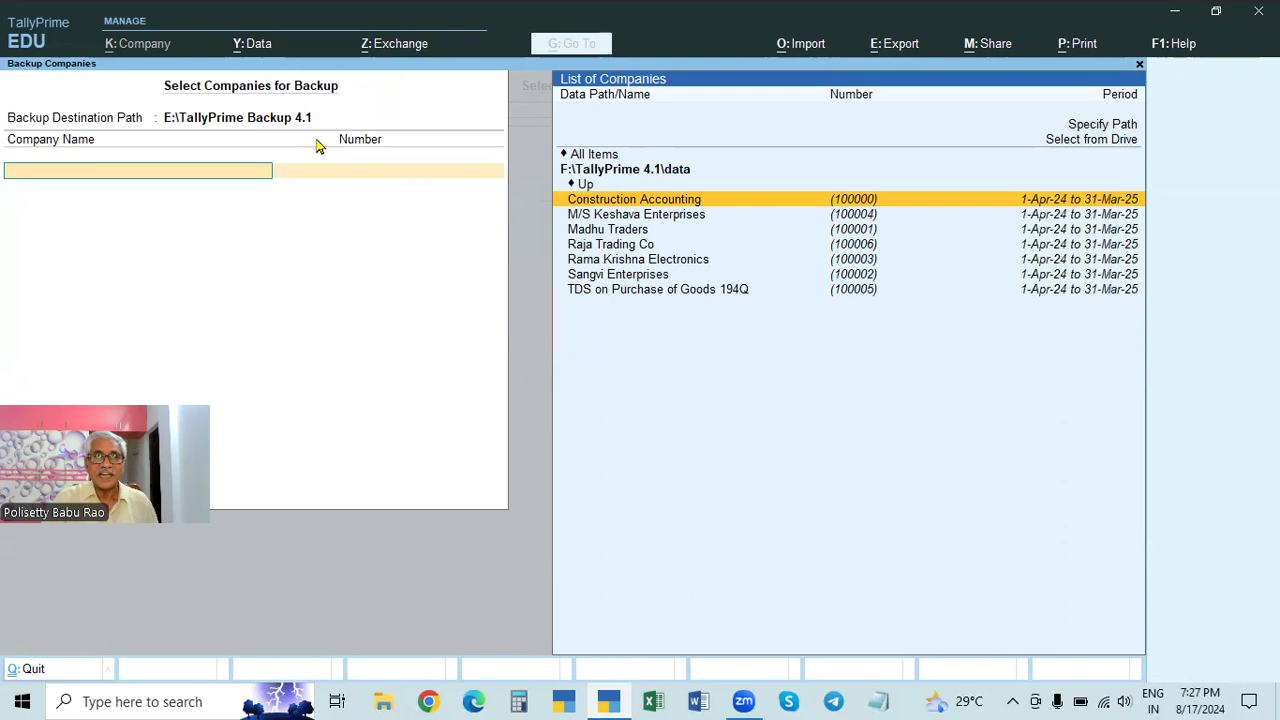 TallyPrime
EDU
MANAGE
K: Company
Y: Data
Z: Exchange
G: Go To
O: Import
E: Export
M: Share
P: Print
F1: Help
Backup Companies
Select Companies for Backup
Backup Destination Path : E:\TallyPrime Backup 4.1
Company Name Number
Selec
List of Companies
Data Path/Name Number Period
Specify Path
Select from Drive
♦ All Items
F:\TallyPrime 4.1\data
♦ Up
Construction Accounting (100000) 1-Apr-24 to 31-Mar-25
M/S Keshava Enterprises (100004) 1-Apr-24 to 31-Mar-25
Madhu Traders (100001) 1-Apr-24 to 31-Mar-25
Raja Trading Co (100006) 1-Apr-24 to 31-Mar-25
Rama Krishna Electronics (100003) 1-Apr-24 to 31-Mar-25
Sangvi Enterprises (100002) 1-Apr-24 to 31-Mar-25
TDS on Purchase of Goods 194Q (100005) 1-Apr-24 to 31-Mar-25
Polisetty Babu Rao
Q: Quit
Type here to search
29°C
ENG
IN
7:27 PM
8/17/2024